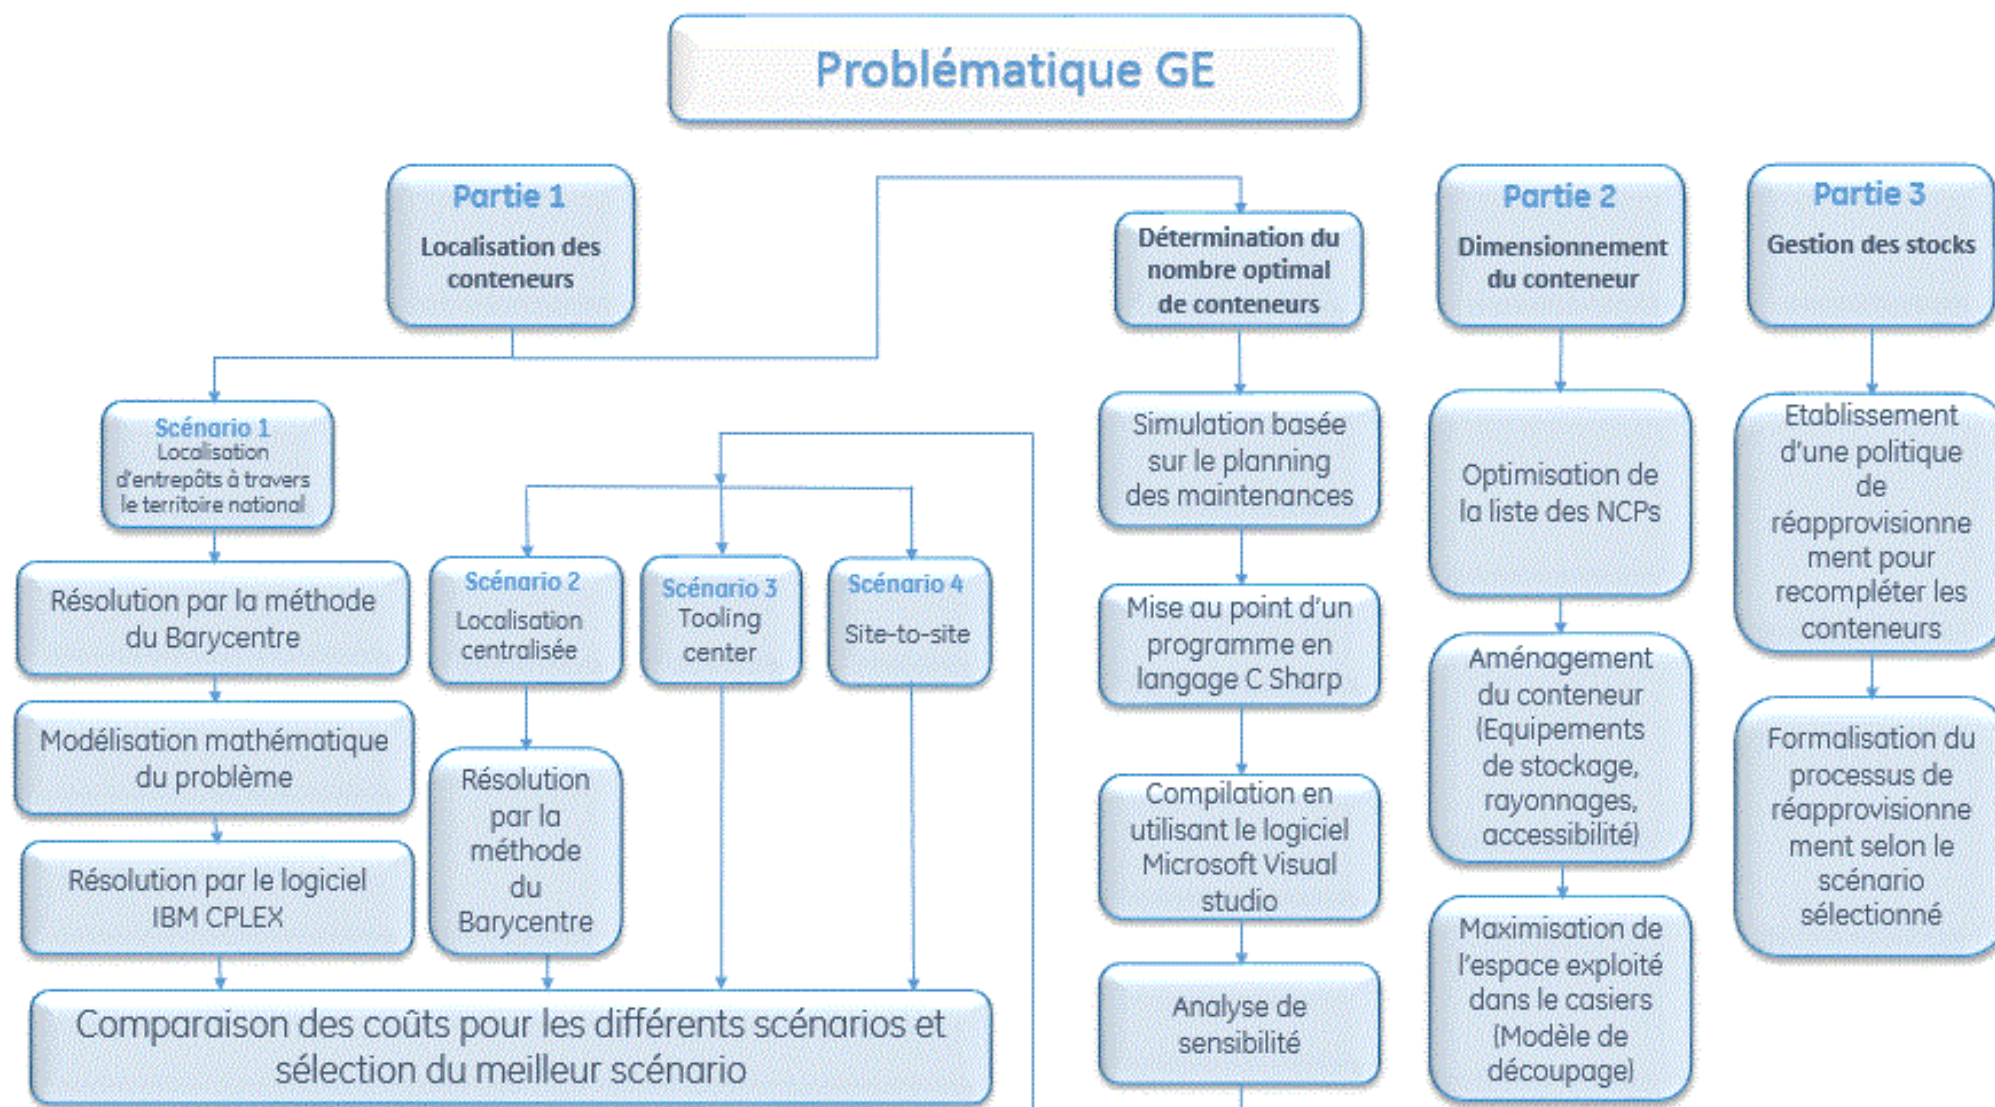 Problématique GE
Partie 1
Localisation des
conteneurs
Scénario 1
Localisation
d'entrepôts à travers
le territoire national
Résolution par la méthode
du Barycentre
Modélisation mathématique
du problème
Résolution par le logiciel
IBM CPLEX
Scénario 2
Localisation
centralisée
Résolution
par la
méthode
du
Barycentre
Scénario 3
Tooling
center
Scénario 4
Site-to-site
Comparaison des coûts pour les différents scénarios et
sélection du meilleur scénario
Détermination du
nombre optimal
de conteneurs
Simulation basée
sur le planning
des maintenances
Mise au point d'un
programme en
langage C Sharp
Compilation en
utilisant le logiciel
Microsoft Visual
studio
Analyse de
sensibilité
Partie 2
Dimensionnement
du conteneur
Optimisation de
la liste des NCPs
Aménagement
du conteneur
(Equipements
de stockage,
rayonnages,
accessibilité)
Maximisation de
l'espace exploité
dans le casiers
(Modèle de
découpage)
Partie 3
Gestion des stocks
Etablissement
d'une politique
de
réapprovisionne
ment pour
recompléter les
conteneurs
Formalisation du
processus de
réapprovisionne
ment selon le
scénario
sélectionné